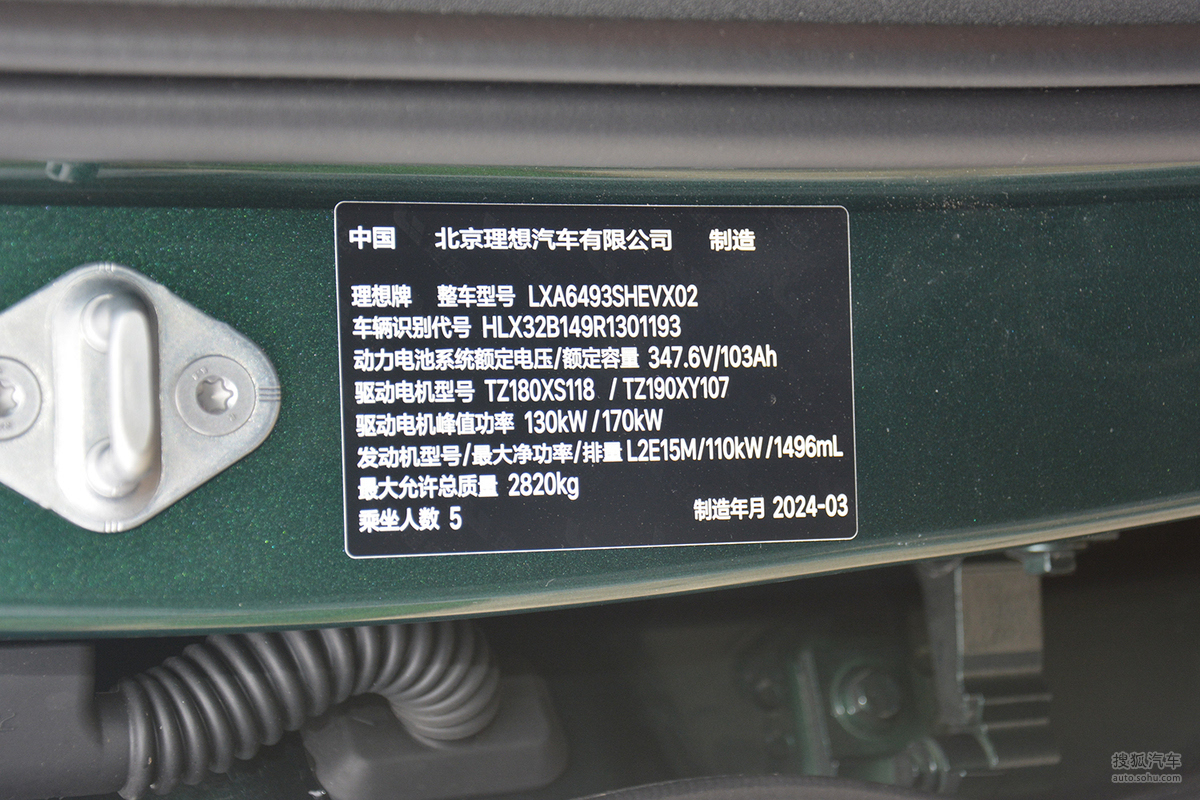 中国 北京理想汽车有限公司 制造
理想牌 整车型号 LXA6493SHEVX02
车辆识别代号 HLX32B149R1301193
动力电池系统额定电压/额定容量 347.6V/103Ah
驱动电机型号 TZ180XS118 / TZ190XY107
驱动电机峰值功率 130kW / 170kW
发动机型号/最大净功率/排量 L2E15M/110kW/1496mL
最大允许总质量 2820kg
乘坐人数 5 制造年月 2024-03
搜狐汽车
auto.sohu.com